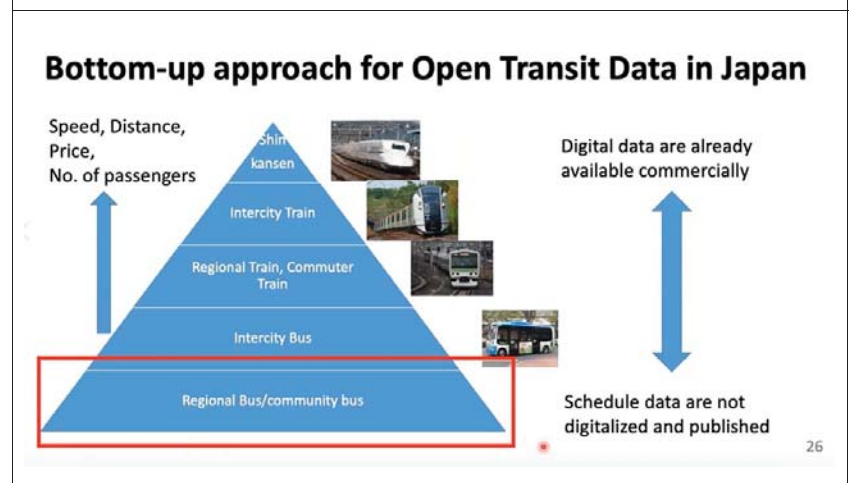 Bottom-up approach for Open Transit Data in Japan
Speed, Distance,
Price,
No. of passengers
Shin
kansen
Intercity Train
Regional Train, Commuter
Train
Intercity Bus
Regional Bus/community bus
Digital data are already
available commercially
Schedule data are not
digitalized and published
26